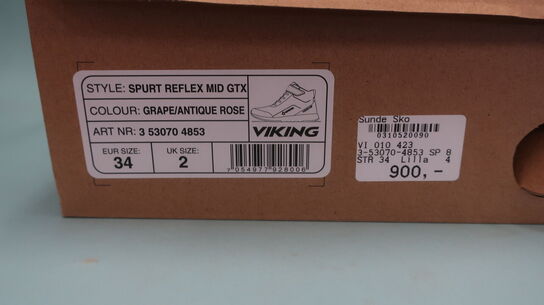 STYLE: SPURT REFLEX MID GTX
COLOUR: GRAPE/ANTIQUE ROSE
ART NR: 3 53070 4853
VIKING
EUR SIZE:
34
UK SIZE:
2
7 054977 928006
Sunde Sko
0310520090
VI 010 423
3-53070-4853 SP 8
STR 34 Lilla 4
900,-